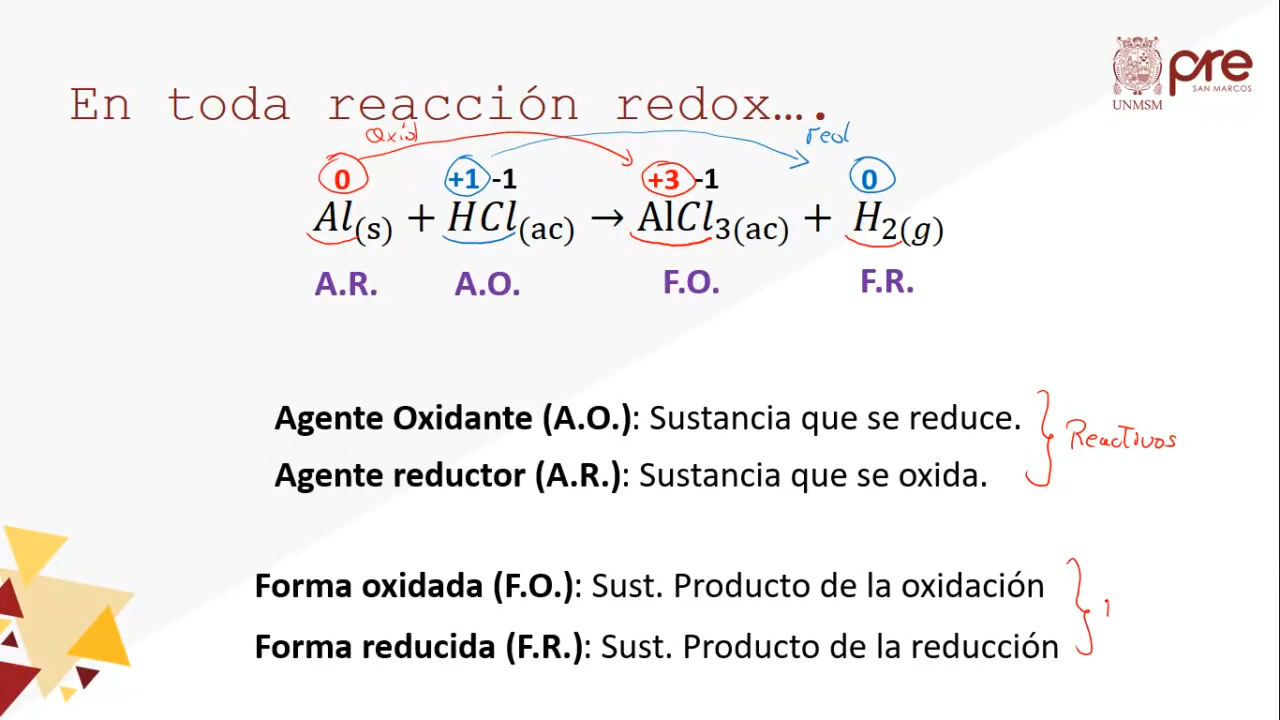 pre
SAN MARCOS
UNMSM
En toda reacción redox….
oxid red
0 +1 -1 +3 -1 0
Al(s) + HCl(ac) → AlCl3(ac) + H2(g)
A.R. A.O. F.O. F.R.
Agente Oxidante (A.O.): Sustancia que se reduce.
Reactivos
Agente reductor (A.R.): Sustancia que se oxida.
Forma oxidada (F.O.): Sust. Producto de la oxidación
Forma reducida (F.R.): Sust. Producto de la reducción